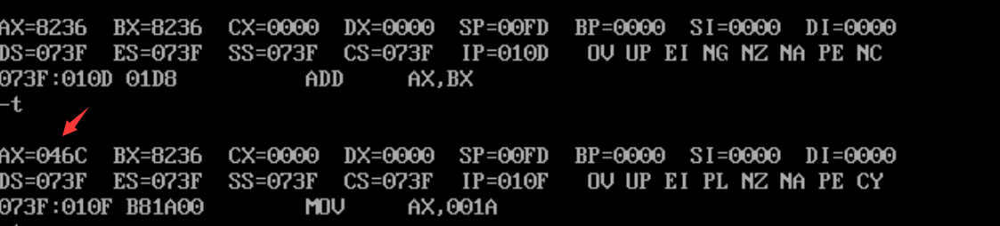 AX=8236 BX=8236 CX=0000 DX=0000 SP=00FD BP=0000 SI=0000 DI=0000
DS=073F ES=073F SS=073F CS=073F IP=010D OV UP EI NG NZ NA PE NC
073F:010D 01D8 ADD AX,BX
-t
AX=046C BX=8236 CX=0000 DX=0000 SP=00FD BP=0000 SI=0000 DI=0000
DS=073F ES=073F SS=073F CS=073F IP=010F OV UP EI PL NZ NA PE CY
073F:010F B81A00 MOV AX,001A